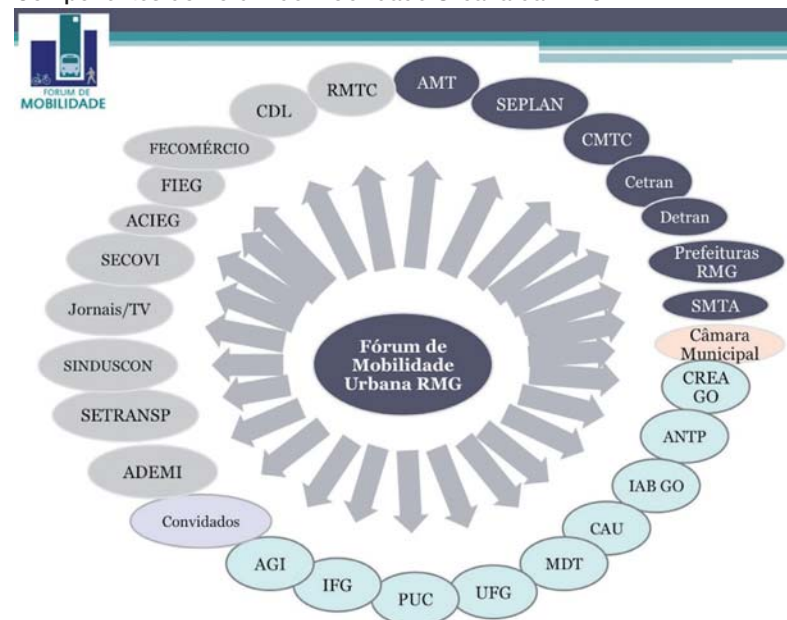 FORUM DE
MOBILIDADE
RMTC
AMT
SEPLAN
CMTC
Cetran
Detran
Prefeituras
RMG
SMTA
Câmara
Municipal
CREA
GO
ANTP
IAB GO
CAU
MDT
UFG
PUC
IFG
AGI
Convidados
ADEMI
SETRANSP
SINDUSCON
Jornais/TV
SECOVI
ACIEG
FIEG
FECOMÉRCIO
CDL
Fórum de
Mobilidade
Urbana RMG